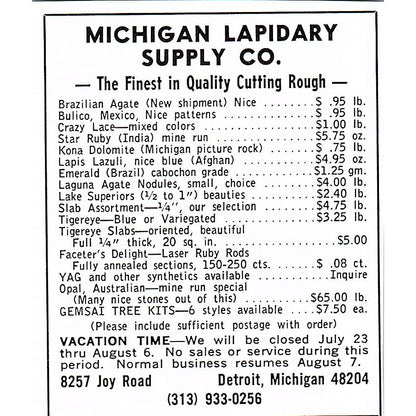 MICHIGAN LAPIDARY
SUPPLY CO.
— The Finest in Quality Cutting Rough —
Brazilian Agate (New shipment) Nice ........$ .95 lb.
Bulico, Mexico, Nice patterns ..............$ .95 lb.
Crazy Lace—mixed colors ....................$1.00 lb.
Star Ruby (India) mine run .................$5.75 oz.
Kona Dolomite (Michigan picture rock) ......$ .75 lb.
Lapis Lazuli, nice blue (Afghan) ...........$4.95 oz.
Emerald (Brazil) cabochon grade ............$1.25 gm.
Laguna Agate Nodules, small, choice ........$4.00 lb.
Lake Superiors (½ to 1") beauties ..........$2.40 lb.
Slab Assortment—¼", our selection ..........$4.75 lb.
Tigereye—Blue or Variegated ................$3.25 lb.
Tigereye Slabs—oriented, beautiful
Full ¼" thick, 20 sq. in. ..................$5.00
Faceter's Delight—Laser Ruby Rods
Fully annealed sections, 150-250 cts. ......$ .08 ct.
YAG and other synthetics available ........Inquire
Opal, Australian—mine run special
(Many nice stones out of this) ............$65.00 lb.
GEMSAI TREE KITS—6 styles available ....$7.50 ea.
(Please include sufficient postage with order)
VACATION TIME—We will be closed July 23
thru August 6. No sales or service during this
period. Normal business resumes August 7.
8257 Joy Road Detroit, Michigan 48204
(313) 933-0256